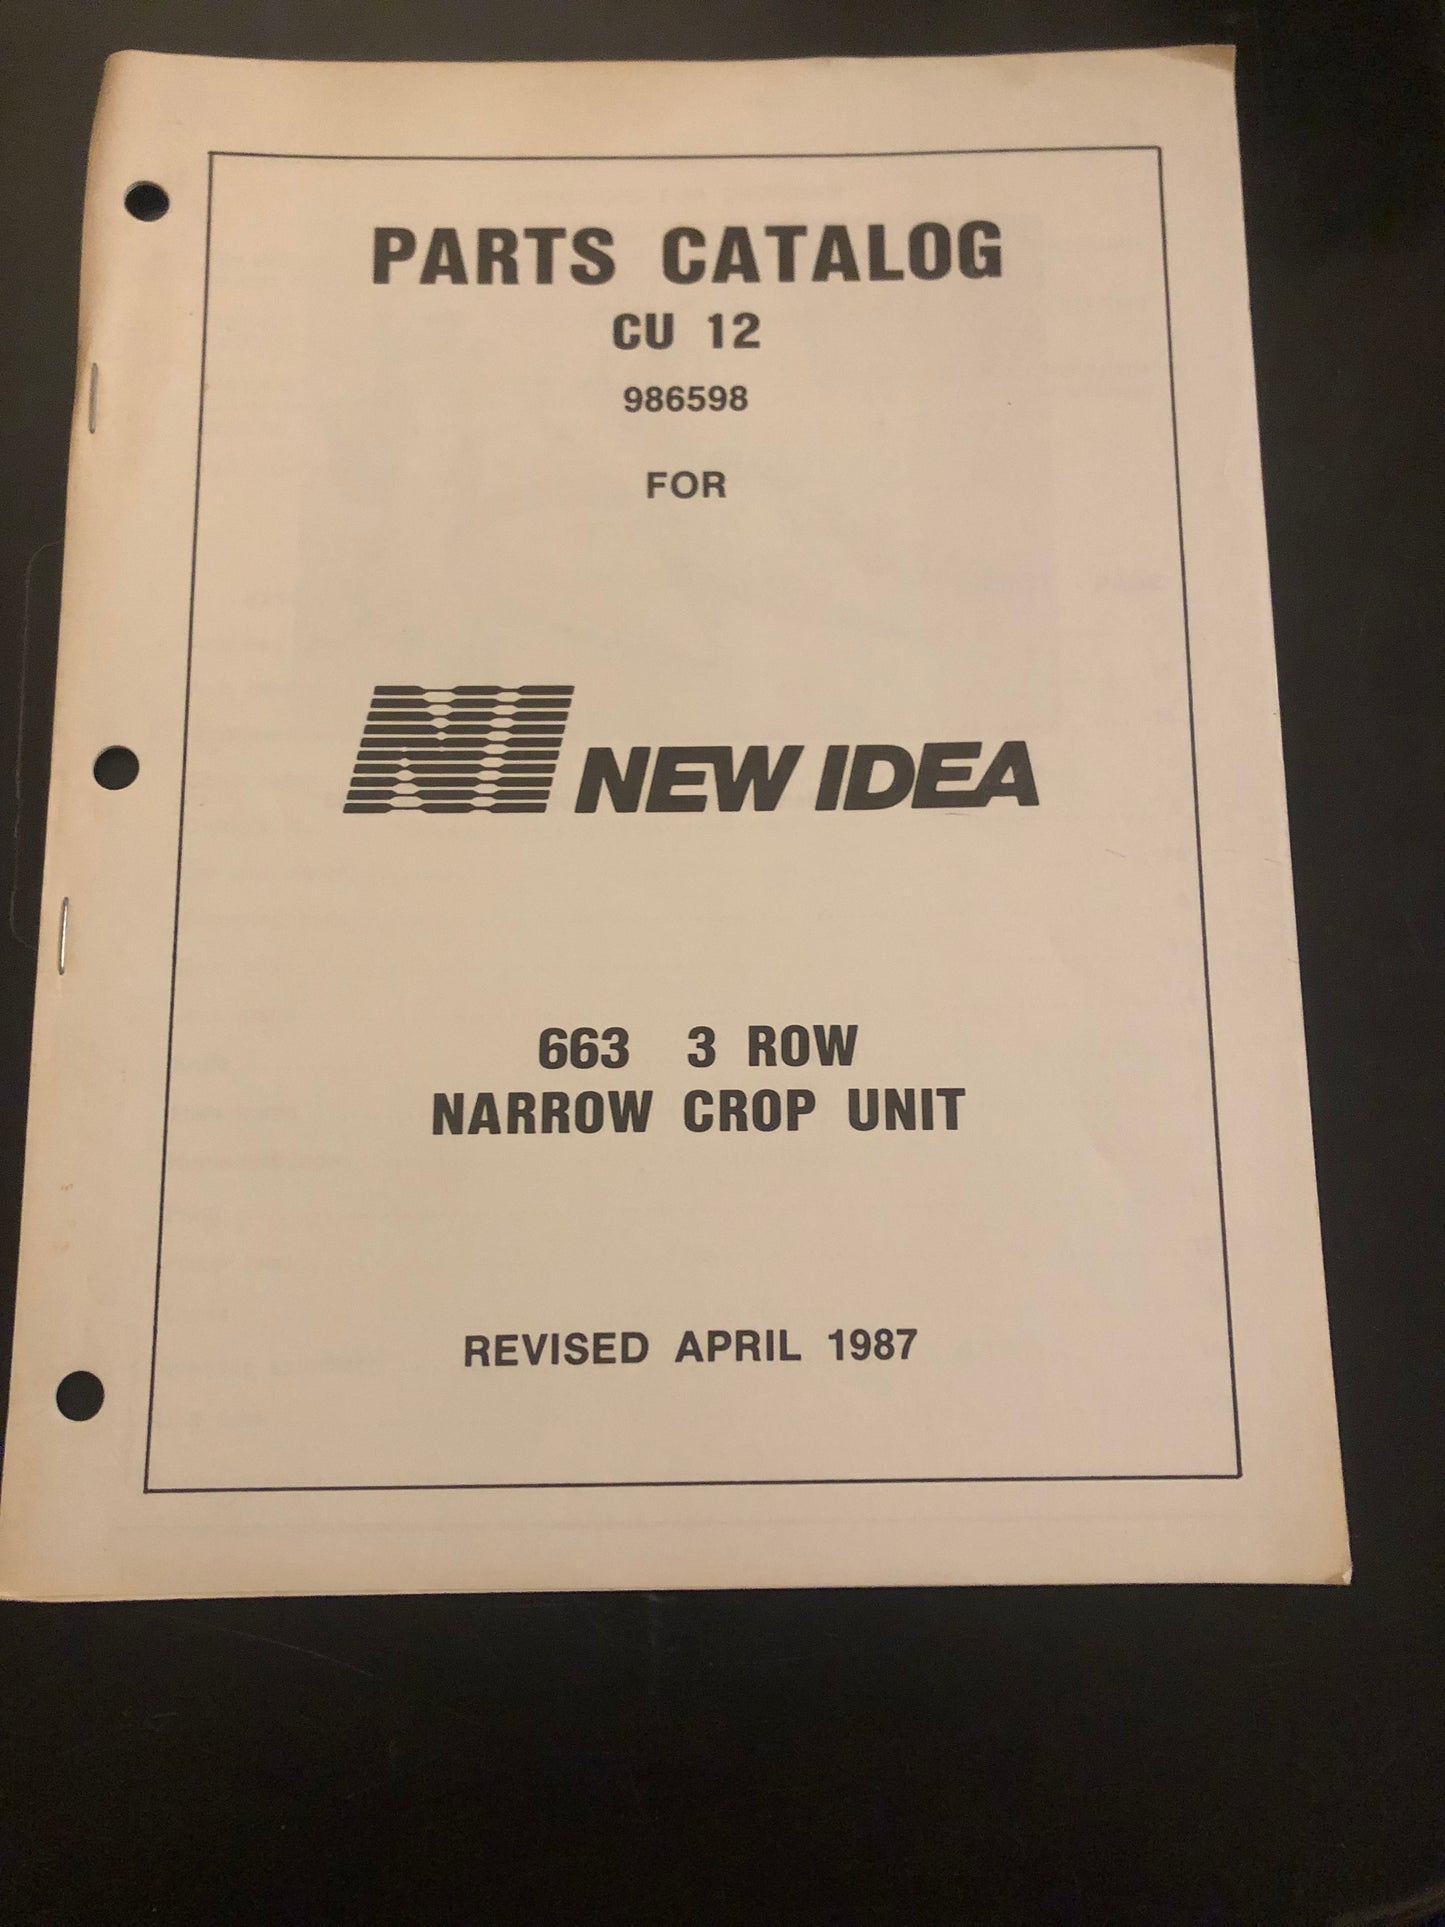 PARTS CATALOG
CU 12
986598
FOR
NEW IDEA
663 3 ROW
NARROW CROP UNIT
REVISED APRIL 1987